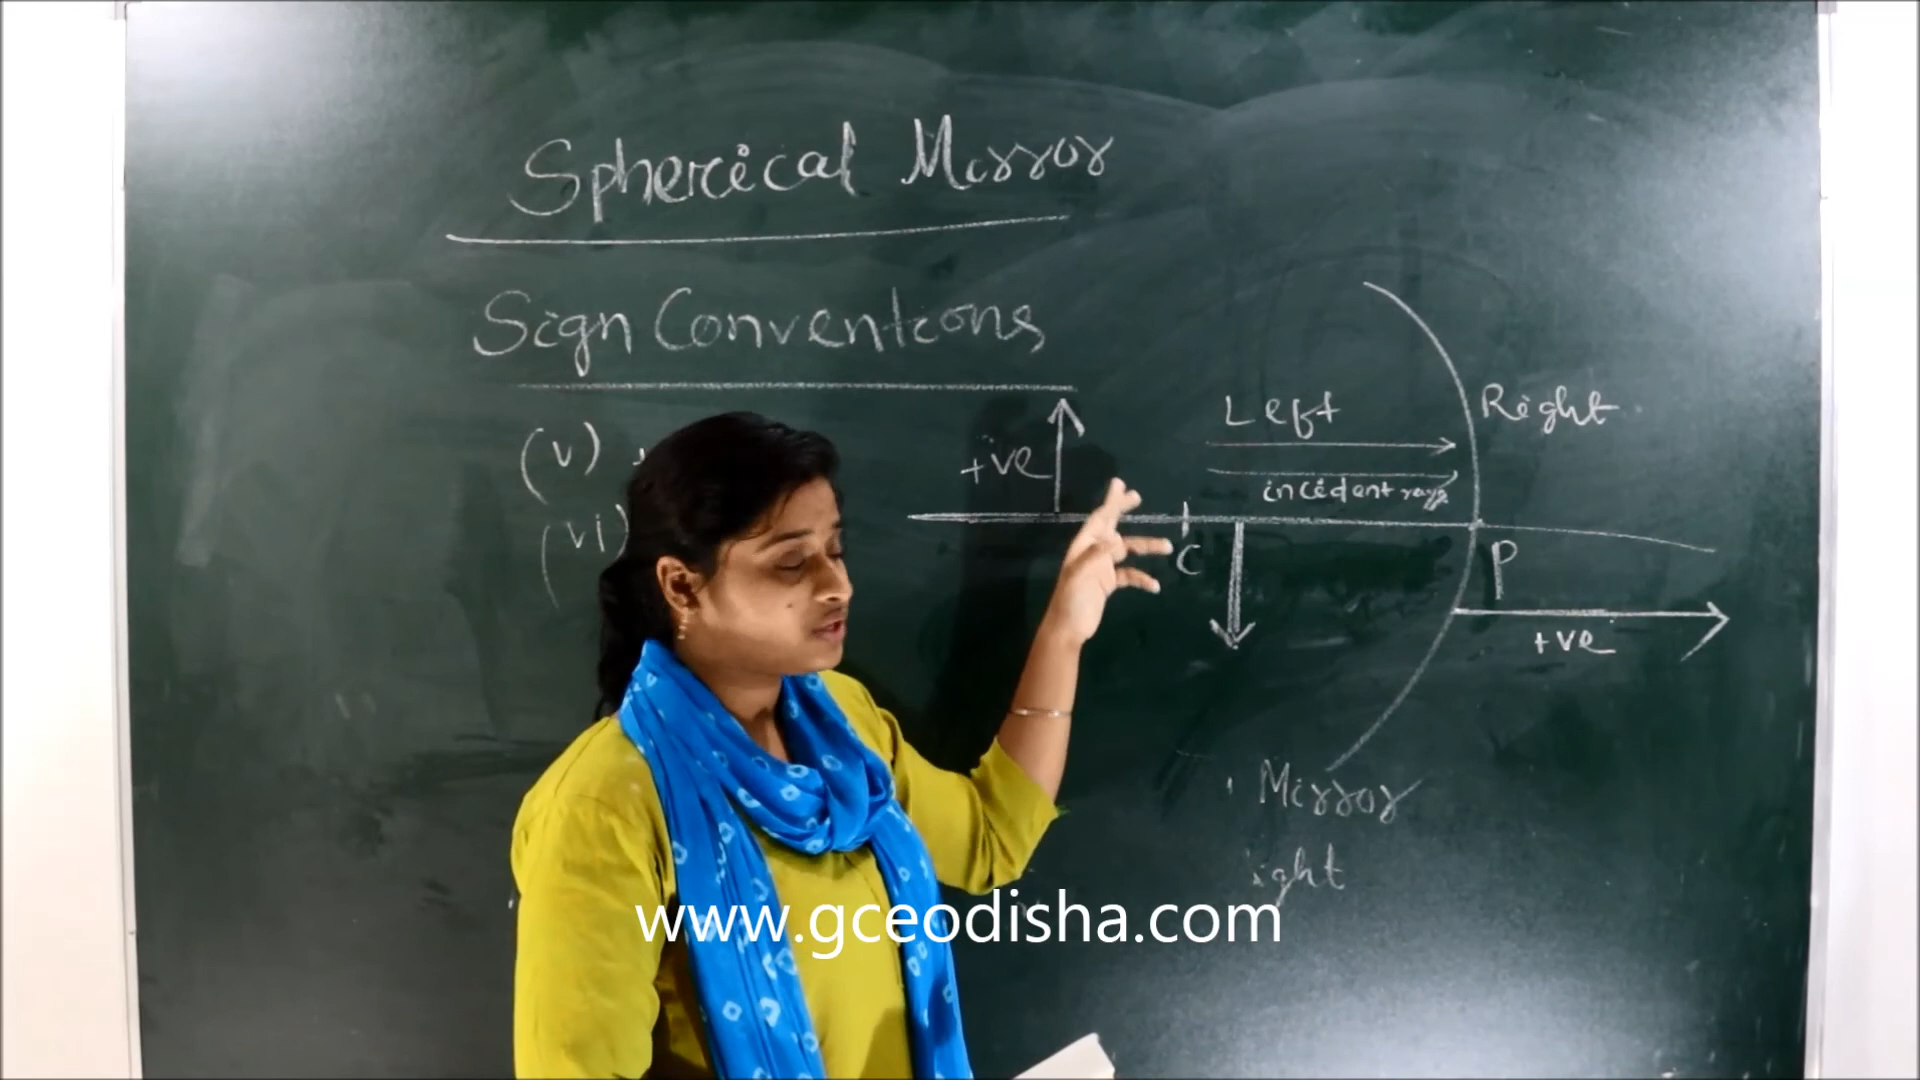 Spherical Mirror
Sign Conventions
(v)
(vi)
+ve
Left
Right
incident rays
C
P
+ve
Mirror
ight
www.gceodisha.com